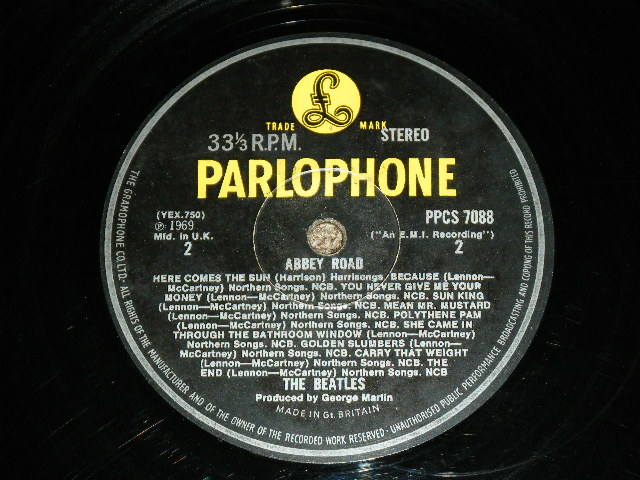 £
TRADE MARK
33⅓ R.P.M. STEREO
PARLOPHONE
(YEX.750)
PPCS 7088
℗ 1969
("An E.M.I. Recording")
Mfd. in U.K.
2
2
ABBEY ROAD
HERE COMES THE SUN (Harrison) Harrisongs. BECAUSE (Lennon—
McCartney) Northern Songs. NCB. YOU NEVER GIVE ME YOUR
MONEY (Lennon—McCartney) Northern Songs. NCB. SUN KING
(Lennon—McCartney) Northern Songs. NCB. MEAN MR. MUSTARD
(Lennon—McCartney) Northern Songs. NCB. POLYTHENE PAM
(Lennon—McCartney) Northern Songs. NCB. SHE CAME IN
THROUGH THE BATHROOM WINDOW (Lennon—McCartney)
Northern Songs. NCB. GOLDEN SLUMBERS (Lennon—
McCartney) Northern Songs. NCB. CARRY THAT WEIGHT
(Lennon—McCartney) Northern Songs. NCB. THE
END (Lennon—McCartney) Northern Songs. NCB
THE BEATLES
Produced by George Martin
MADE IN Gt. BRITAIN
THE GRAMOPHONE CO. LTD. · ALL RIGHTS OF THE MANUFACTURER AND OF THE OWNER OF THE RECORDED WORK RESERVED · UNAUTHORISED PUBLIC PERFORMANCE BROADCASTING AND COPYING OF THIS RECORD PROHIBITED